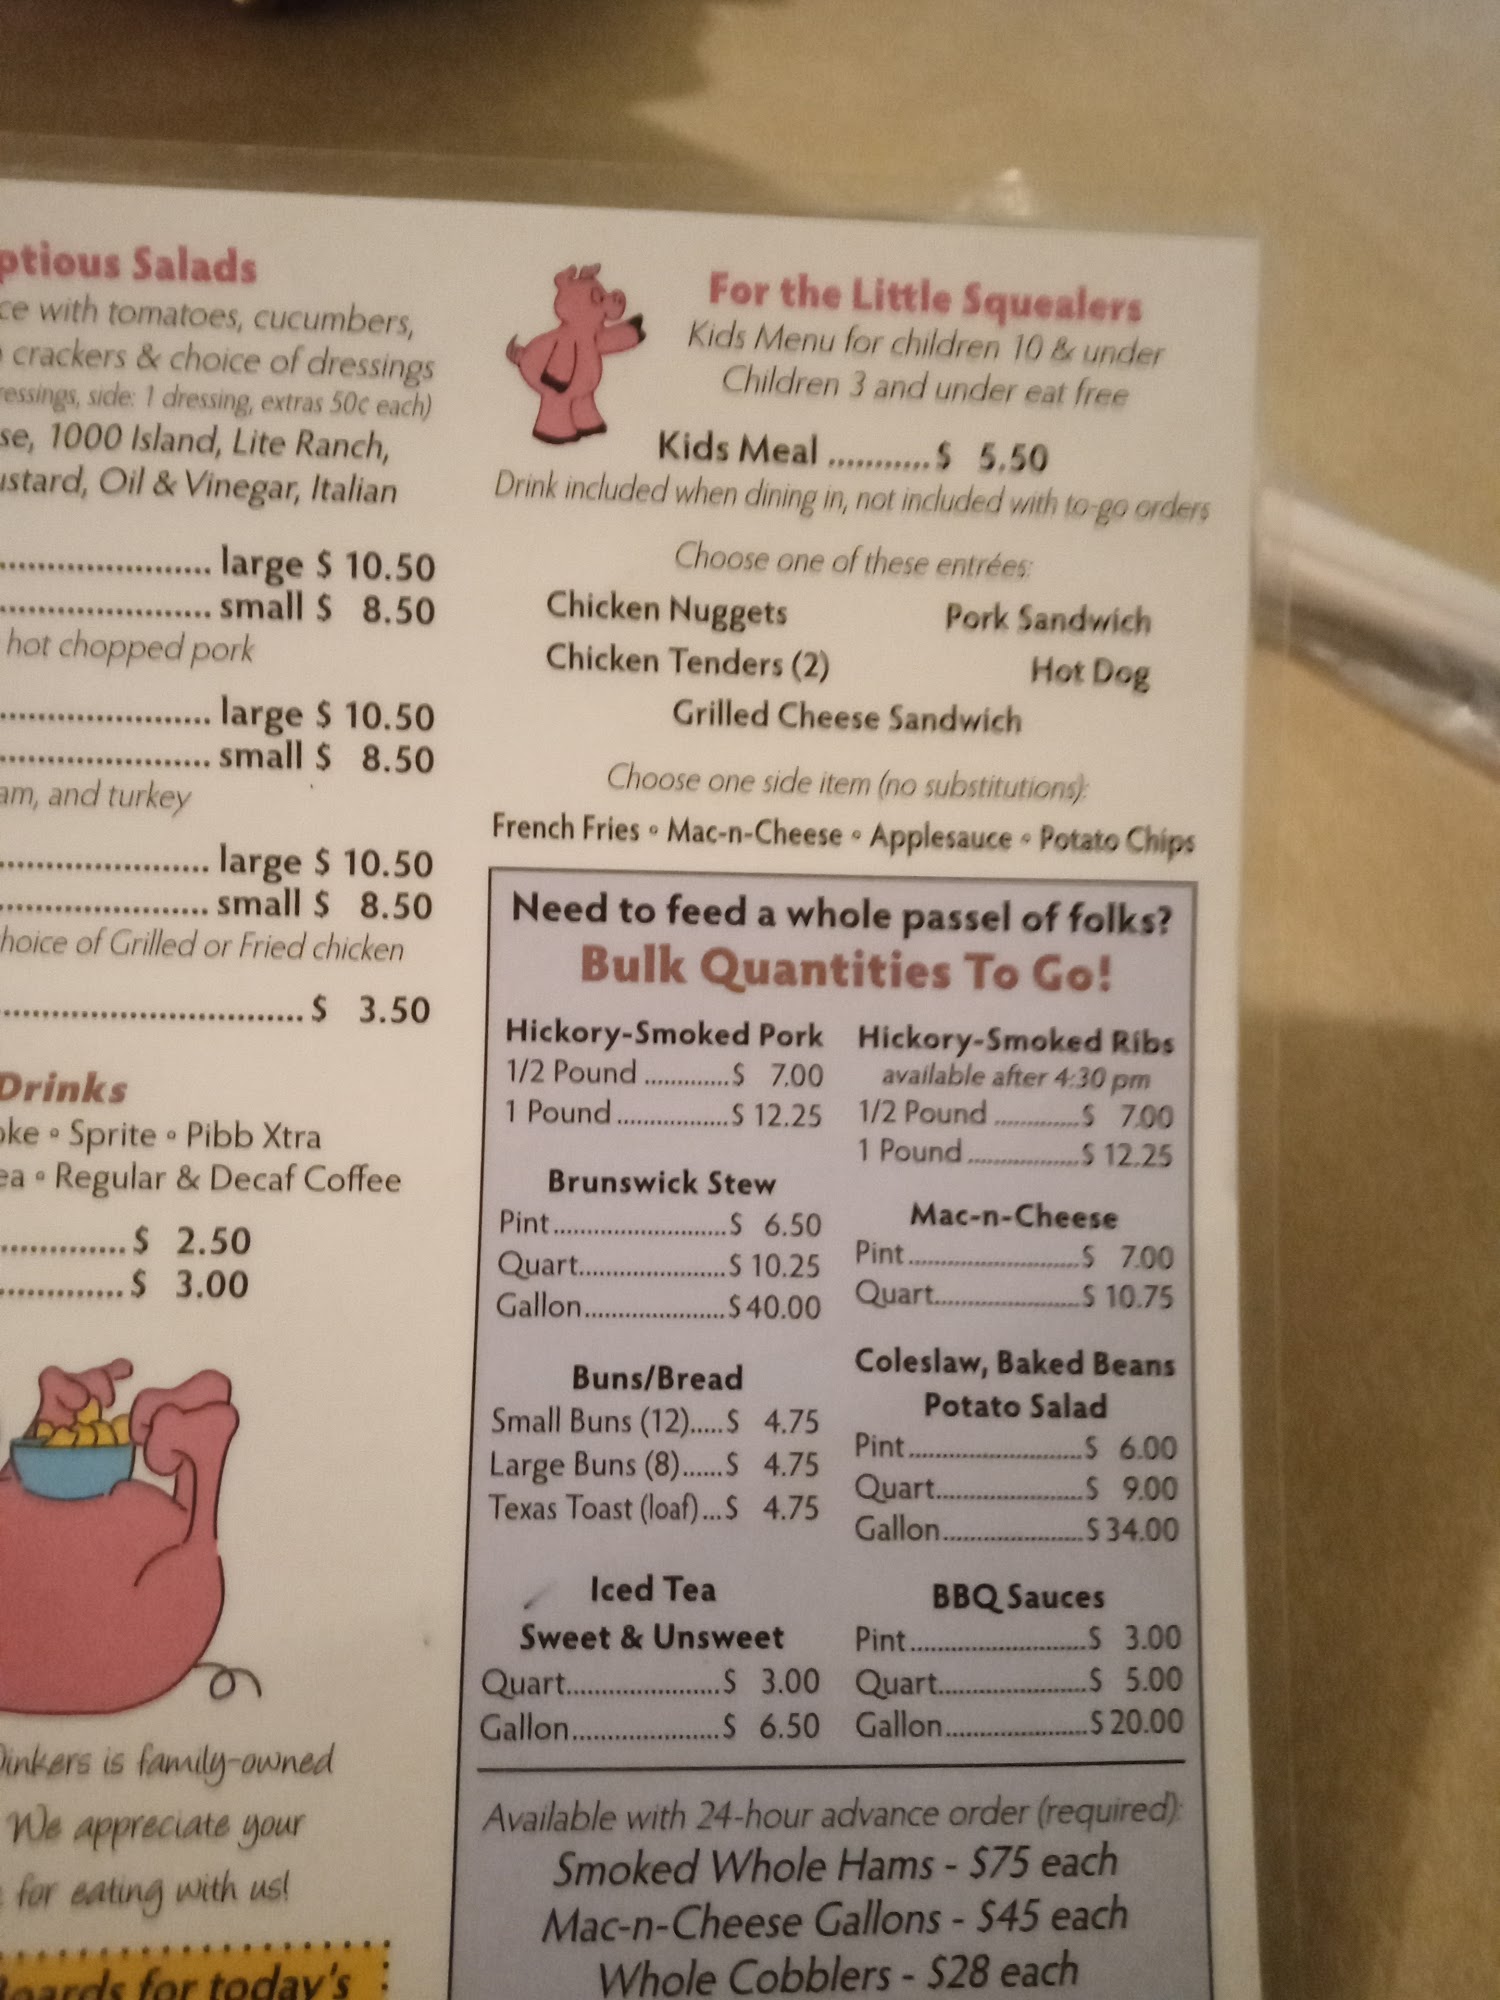 Salads
with tomatoes, cucumbers,
crackers & choice of dressings
side: 1 dressing, extras 50¢ each)
1000 Island, Lite Ranch,
Oil & Vinegar, Italian
large $ 10.50
small $ 8.50
hot chopped pork
large $ 10.50
small $ 8.50
and turkey
large $ 10.50
small $ 8.50
of Grilled or Fried chicken
$ 3.50
Drinks
• Sprite • Pibb Xtra
• Regular & Decaf Coffee
$ 2.50
$ 3.00
is family-owned
We appreciate your
for eating with us!
for today's
For the Little Squealers
Kids Menu for children 10 & under
Children 3 and under eat free
Kids Meal ........... $ 5.50
Drink included when dining in, not included with to-go orders
Choose one of these entrées:
Chicken Nuggets Pork Sandwich
Chicken Tenders (2) Hot Dog
Grilled Cheese Sandwich
Choose one side item (no substitutions):
French Fries • Mac-n-Cheese • Applesauce • Potato Chips
Need to feed a whole passel of folks?
Bulk Quantities To Go!
Hickory-Smoked Pork
1/2 Pound .............$ 7.00
1 Pound .................$ 12.25
Brunswick Stew
Pint..........................$ 6.50
Quart......................$ 10.25
Gallon.....................$ 40.00
Buns/Bread
Small Buns (12).....$ 4.75
Large Buns (8)......$ 4.75
Texas Toast (loaf)...$ 4.75
Iced Tea
Sweet & Unsweet
Quart.......................$ 3.00
Gallon......................$ 6.50
Hickory-Smoked Ribs
available after 4:30 pm
1/2 Pound .............$ 7.00
1 Pound .................$ 12.25
Mac-n-Cheese
Pint..........................$ 7.00
Quart......................$ 10.75
Coleslaw, Baked Beans
Potato Salad
Pint..........................$ 6.00
Quart......................$ 9.00
Gallon.....................$ 34.00
BBQ Sauces
Pint..........................$ 3.00
Quart......................$ 5.00
Gallon.....................$ 20.00
Available with 24-hour advance order (required):
Smoked Whole Hams - $75 each
Mac-n-Cheese Gallons - $45 each
Whole Cobblers - $28 each